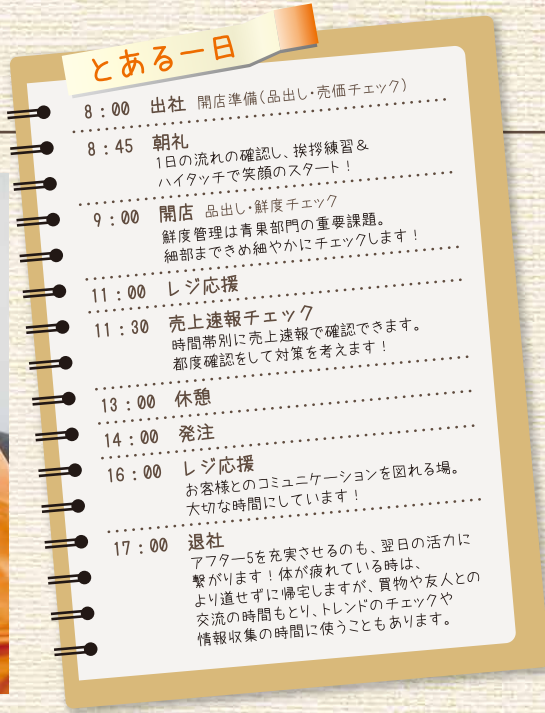 とある一日
8：00 出社 開店準備(品出し・売価チェック)
8：45 朝礼
1日の流れの確認し、挨拶練習＆
ハイタッチで笑顔のスタート！
9：00 開店 品出し・鮮度チェック
鮮度管理は青果部門の重要課題。
細部まできめ細やかにチェックします！
11：00 レジ応援
11：30 売上速報チェック
時間帯別に売上速報で確認できます。
都度確認をして対策を考えます！
13：00 休憩
14：00 発注
16：00 レジ応援
お客様とのコミュニケーションを図れる場。
大切な時間にしています！
17：00 退社
アフター5を充実させるのも、翌日の活力に
繋がります！体が疲れている時は、
より道せずに帰宅しますが、買物や友人との
交流の時間もとり、トレンドのチェックや
情報収集の時間に使うこともあります。